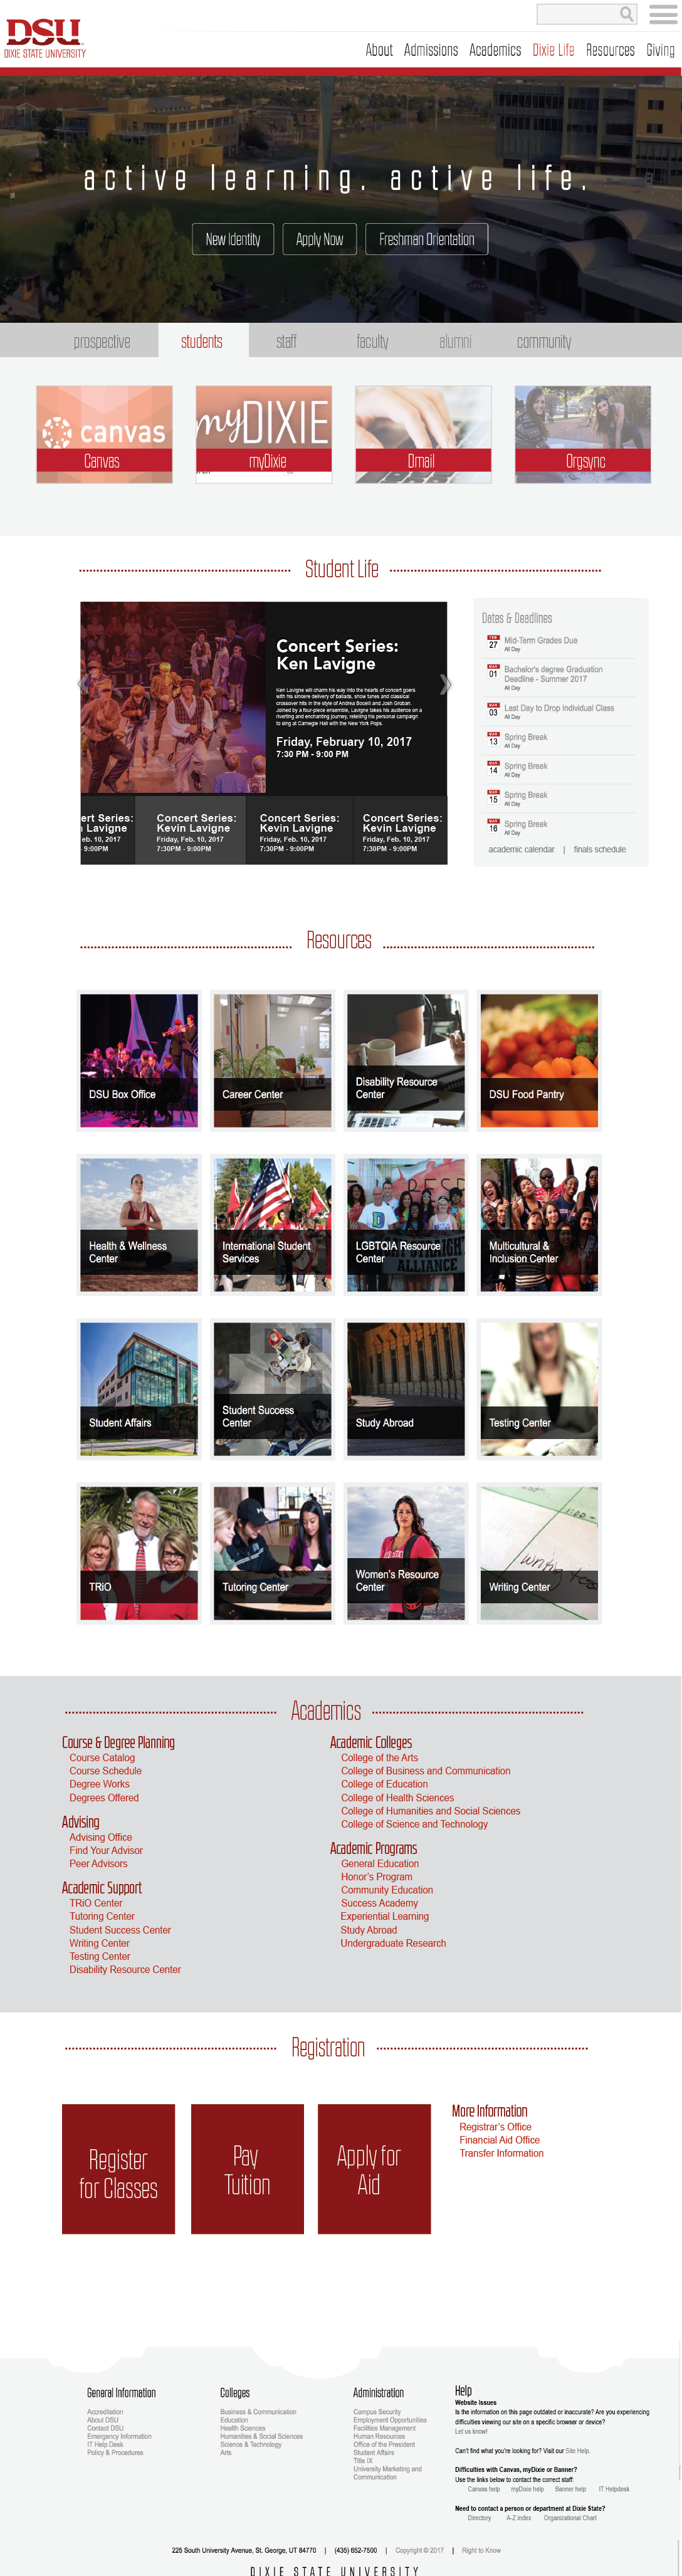 DSU
DIXIE STATE UNIVERSITY
About Admissions Academics Dixie Life Resources Giving
active learning. active life.
New Identity Apply Now Freshman Orientation
prospective students staff faculty alumni community
canvas
Canvas
myDIXIE
myDixie
Dmail
Orgsync
Student Life
Concert Series:
Ken Lavigne
Ken Lavigne will charm his way into the hearts of concert goers
with his sincere delivery of ballads, show tunes and classical
crossover hits in the style of Andrea Bocelli and Josh Groban.
Joined by a four-piece ensemble, Lavigne takes his audience on a
riveting and enchanting journey, retelling his personal campaign
to sing at Carnegie Hall with the New York Pops.
Friday, February 10, 2017
7:30 PM - 9:00 PM
ert Series:
Lavigne
eb. 10, 2017
- 9:00PM
Concert Series:
Kevin Lavigne
Friday, Feb. 10, 2017
7:30PM - 9:00PM
Concert Series:
Kevin Lavigne
Friday, Feb. 10, 2017
7:30PM - 9:00PM
Concert Series:
Kevin Lavigne
Friday, Feb. 10, 2017
7:30PM - 9:00PM
Dates & Deadlines
FEB
27
Mid-Term Grades Due
All Day
MAR
01
Bachelor's degree Graduation
Deadline - Summer 2017
All Day
MAR
03
Last Day to Drop Individual Class
All Day
MAR
13
Spring Break
All Day
MAR
14
Spring Break
All Day
MAR
15
Spring Break
All Day
MAR
16
Spring Break
All Day
academic calendar | finals schedule
Resources
DSU Box Office
Career Center
Disability Resource
Center
DSU Food Pantry
Health & Wellness
Center
International Student
Services
LGBTQIA Resource
Center
ALLIANCE
Multicultural &
Inclusion Center
Student Affairs
Student Success
Center
Study Abroad
Testing Center
TRiO
Tutoring Center
Women's Resource
Center
Writing Center
Academics
Course & Degree Planning
Course Catalog
Course Schedule
Degree Works
Degrees Offered
Advising
Advising Office
Find Your Advisor
Peer Advisors
Academic Support
TRiO Center
Tutoring Center
Student Success Center
Writing Center
Testing Center
Disability Resource Center
Academic Colleges
College of the Arts
College of Business and Communication
College of Education
College of Health Sciences
College of Humanities and Social Sciences
College of Science and Technology
Academic Programs
General Education
Honor's Program
Community Education
Success Academy
Experiential Learning
Study Abroad
Undergraduate Research
Registration
Register
for Classes
Pay
Tuition
Apply for
Aid
More Information
Registrar's Office
Financial Aid Office
Transfer Information
General Information
Accreditation
About DSU
Contact DSU
Emergency Information
IT Help Desk
Policy & Procedures
Colleges
Business & Communication
Education
Health Sciences
Humanities & Social Sciences
Science & Technology
Arts
Administration
Campus Security
Employment Opportunities
Facilities Management
Human Resources
Office of the President
Student Affairs
Title IX
University Marketing and
Communication
Help
Website Issues
Is the information on this page outdated or inaccurate? Are you experiencing
difficulties viewing our site on a specific browser or device?
Let us know!
Can't find what you're looking for? Visit our Site Help.
Difficulties with Canvas, myDixie or Banner?
Use the links below to contact the correct staff:
Canvas help myDixie help Banner help IT Helpdesk
Need to contact a person or department at Dixie State?
Directory A-Z index Organizational Chart
225 South University Avenue, St. George, UT 84770 | (435) 652-7500 | Copyright © 2017 | Right to Know
DIXIE STATE UNIVERSITY